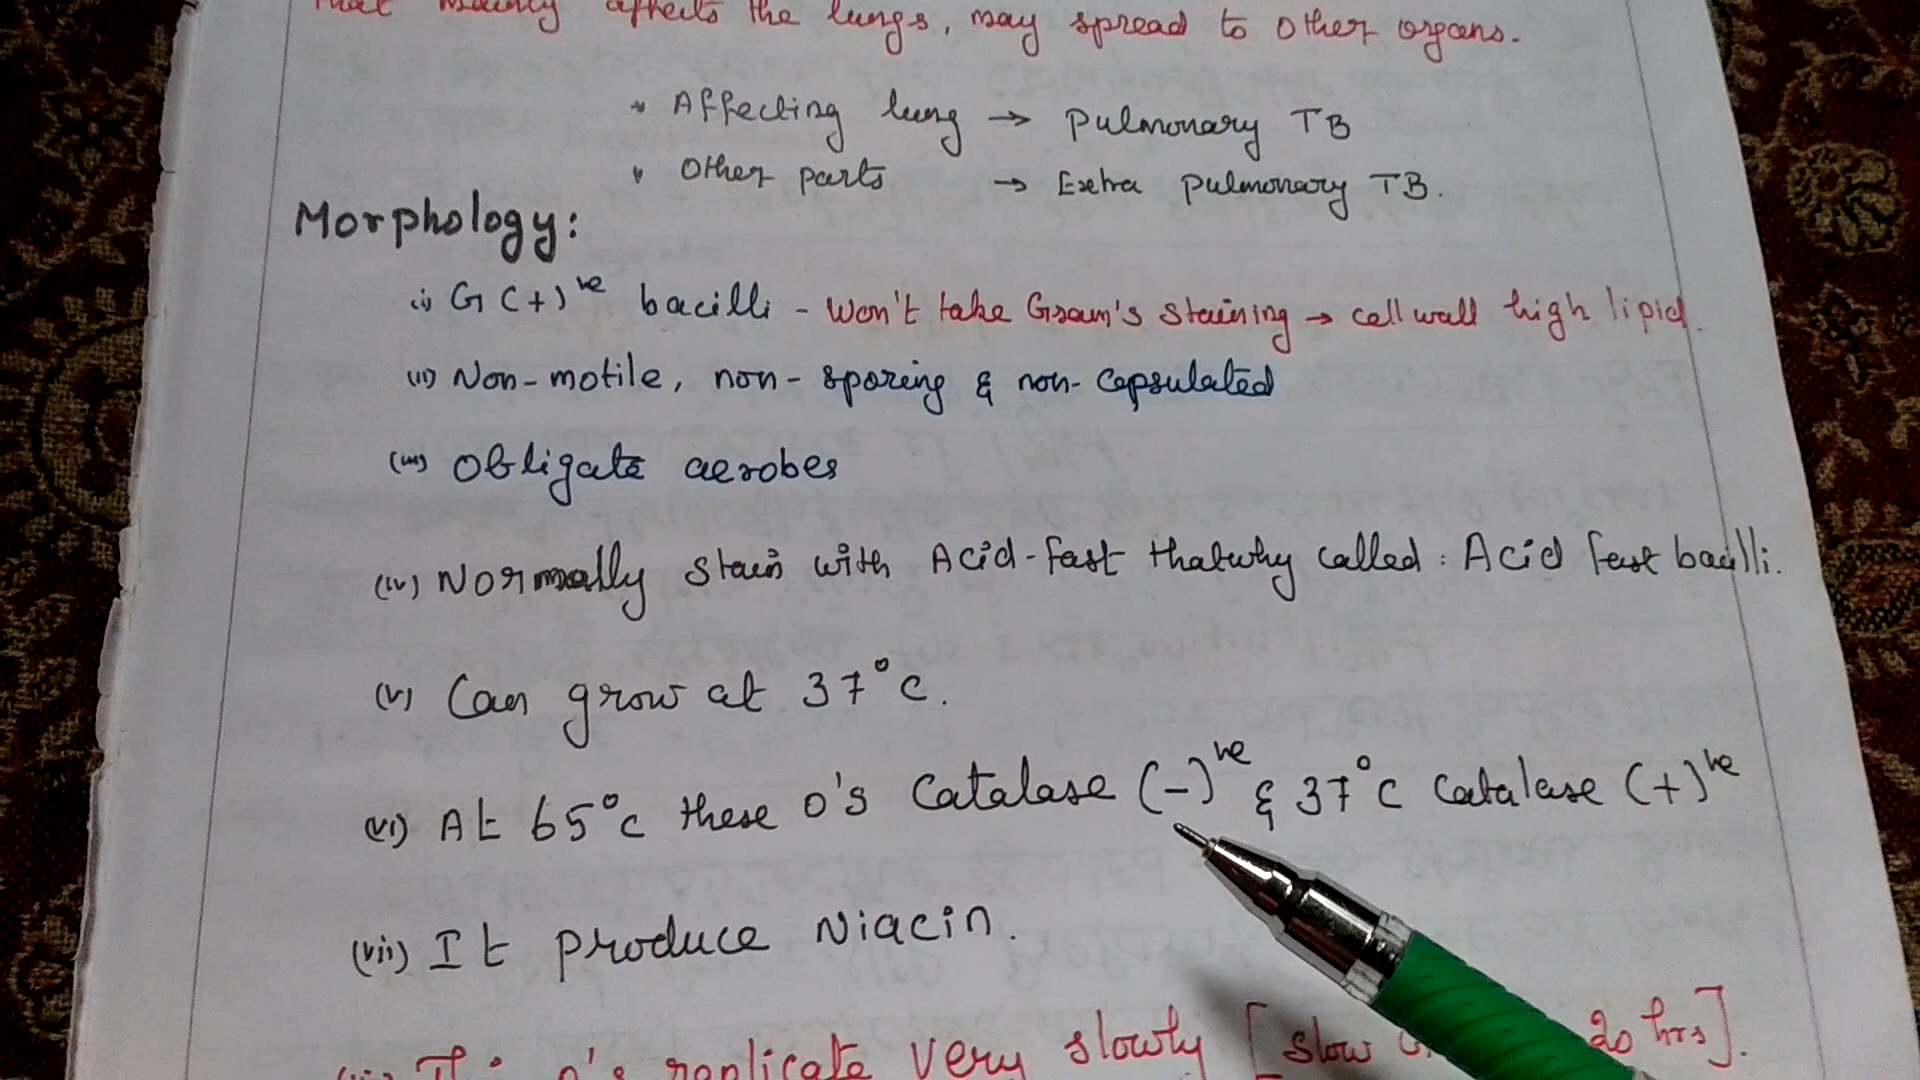 that mainly affects the lungs, may spread to other organs.
* Affecting lung → Pulmonary TB
* Other parts → Extra pulmonary TB.
Morphology:
(i) G (+)ve bacilli - Won't take Gram's Staining → cell wall high lipid.
(ii) Non-motile, non-sporing & non-capsulated
(iii) Obligate aerobes
(iv) Normally stain with Acid-fast thatwhy called: Acid fast bacilli.
(v) Can grow at 37°C.
(vi) At 65°C these O's Catalase (-)ve & 37°C Catalase (+)ve
(vii) It produce Niacin.
O's replicate very slowly [slow 20 hrs].